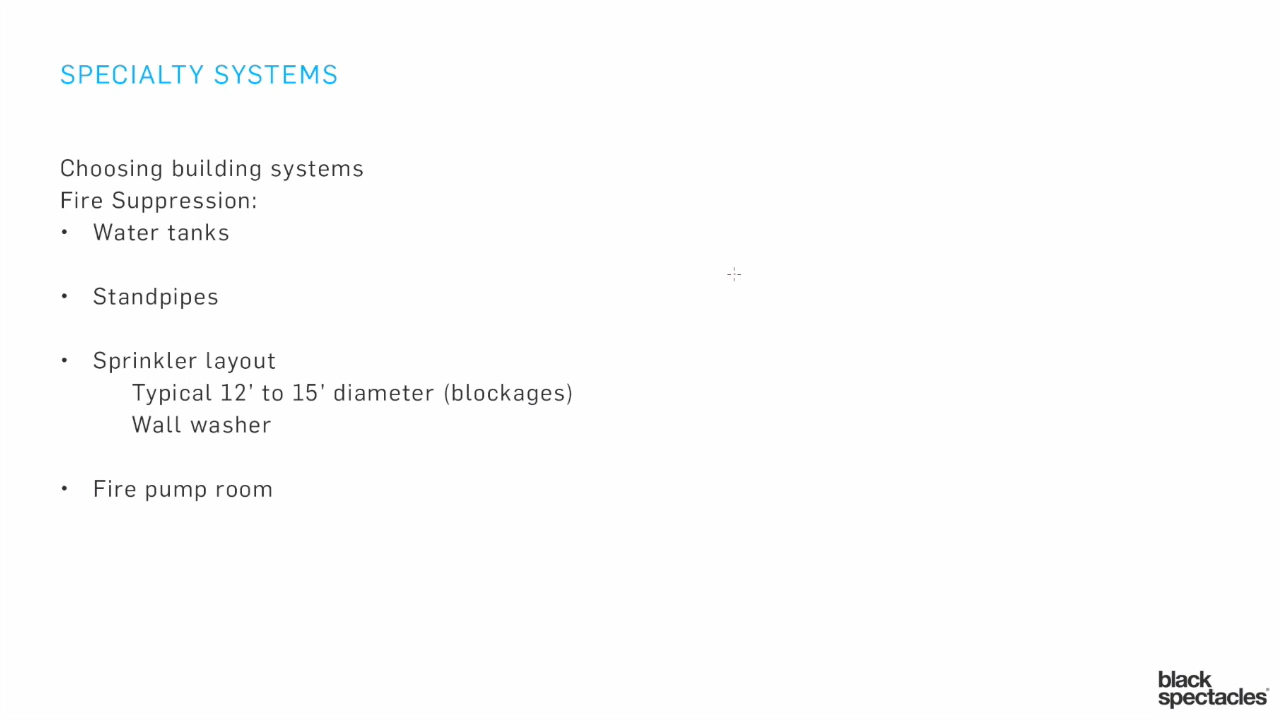 SPECIALTY SYSTEMS
Choosing building systems
Fire Suppression:
• Water tanks
• Standpipes
• Sprinkler layout
Typical 12’ to 15’ diameter (blockages)
Wall washer
• Fire pump room
black
spectacles®